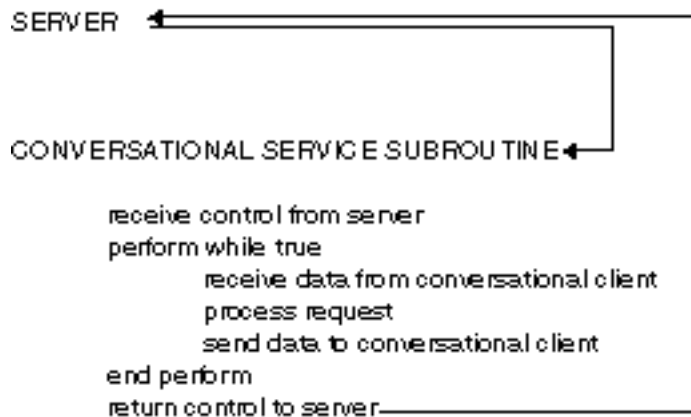 SERVER
CONVERSATIONAL SERVICE SUBROUTINE
receive control from server
perform while true
receive data from conversational client
process request
send data to conversational client
end perform
return control to server